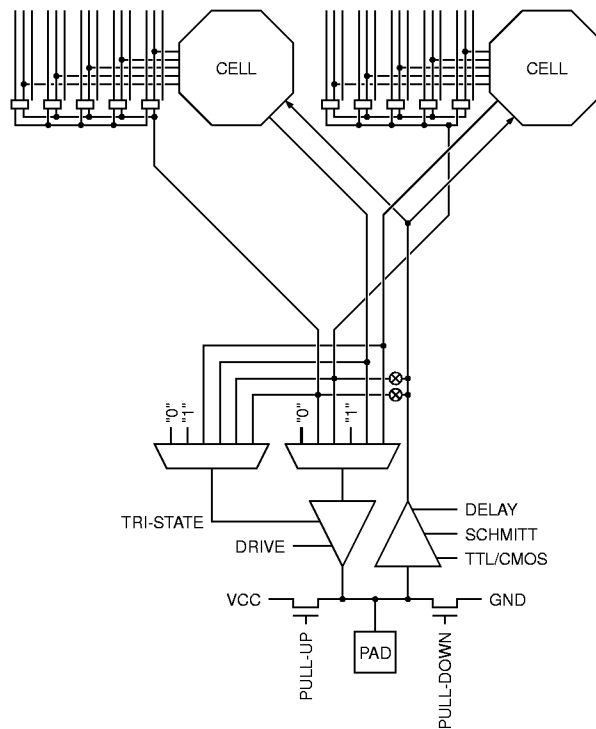 CELL
CELL
"0"
"1"
"0"
"1"
TRI-STATE
DRIVE
DELAY
SCHMITT
TTL/CMOS
VCC
GND
PULL-UP
PAD
PULL-DOWN